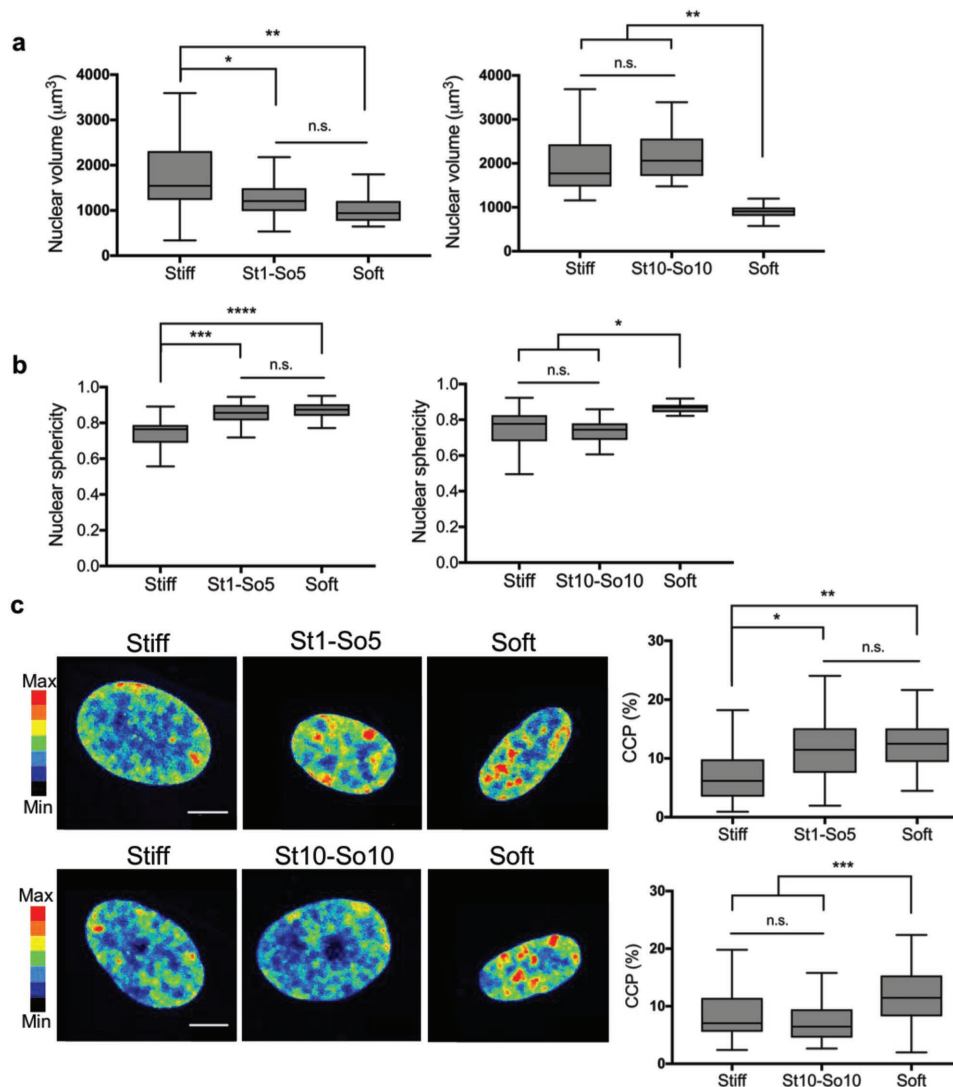 a
**
*
n.s.
Nuclear volume (μm³)
4000
3000
2000
1000
0
Stiff St1-So5 Soft
**
n.s.
Nuclear volume (μm³)
4000
3000
2000
1000
0
Stiff St10-So10 Soft
b
****
***
n.s.
Nuclear sphericity
1.0
0.8
0.6
0.4
0.2
0.0
Stiff St1-So5 Soft
*
n.s.
Nuclear sphericity
1.0
0.8
0.6
0.4
0.2
0.0
Stiff St10-So10 Soft
c
Stiff St1-So5 Soft
Max
Min
Stiff St10-So10 Soft
Max
Min
**
*
n.s.
CCP (%)
30
20
10
0
Stiff St1-So5 Soft
***
n.s.
CCP (%)
30
20
10
0
Stiff St10-So10 Soft